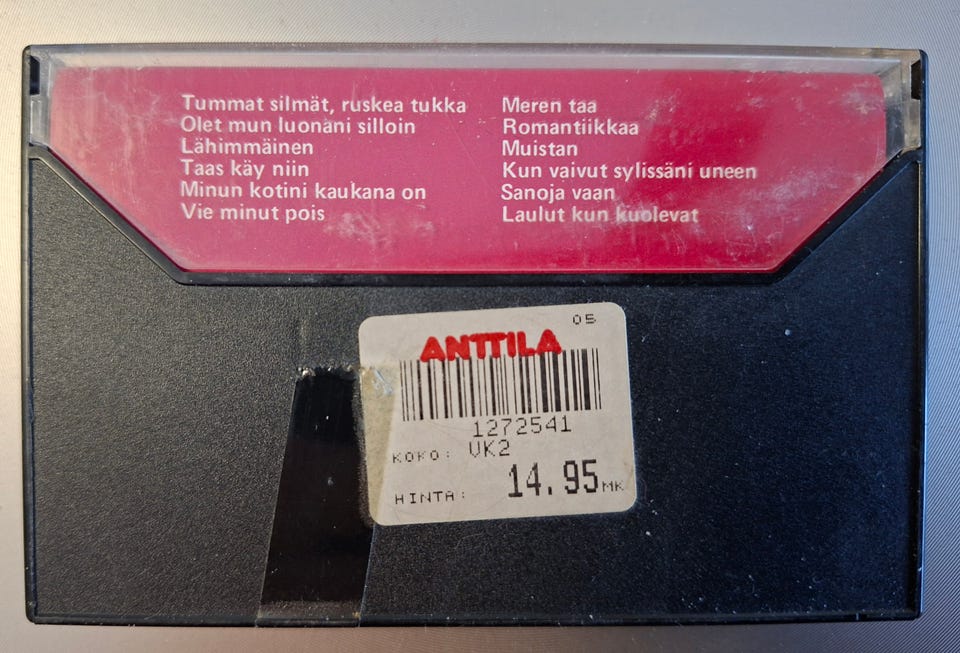 Tummat silmät, ruskea tukka
Olet mun luonani silloin
Lähimmäinen
Taas käy niin
Minun kotini kaukana on
Vie minut pois
Meren taa
Romantiikkaa
Muistan
Kun vaivut sylissäni uneen
Sanoja vaan
Laulut kun kuolevat
05
ANTTILA
1272541
KOKO: VK2
HINTA: 14.95 MK